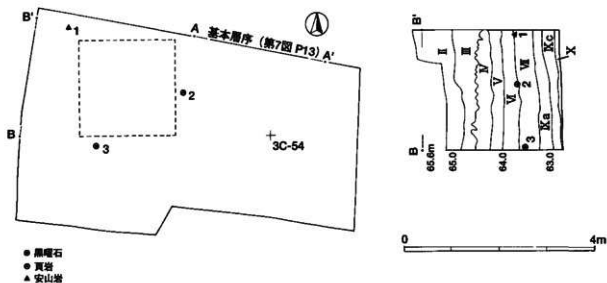 B'
A 基本層序（第7図 P13） A'
1
2
B
3
3C-54
●黒曜石
●頁岩
▲安山岩
B'
II
III
IV
V
VI
VII
IXa
IXc
X
1
2
3
B
65.6m
65.0
64.0
63.0
0 4m